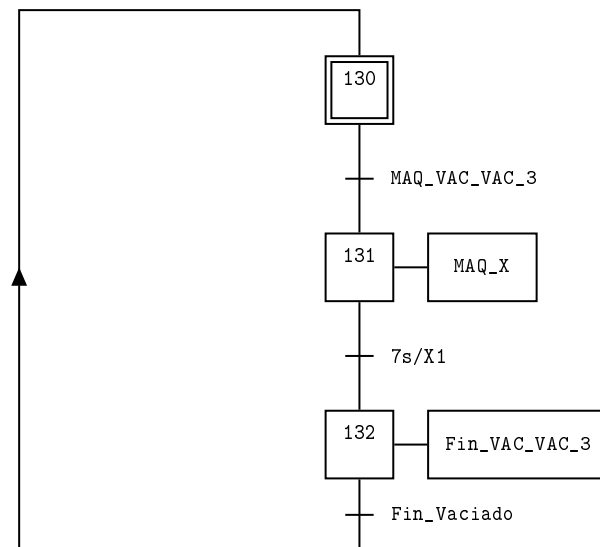 130
MAQ_VAC_VAC_3
131
MAQ_X
7s/X1
132
Fin_VAC_VAC_3
Fin_Vaciado